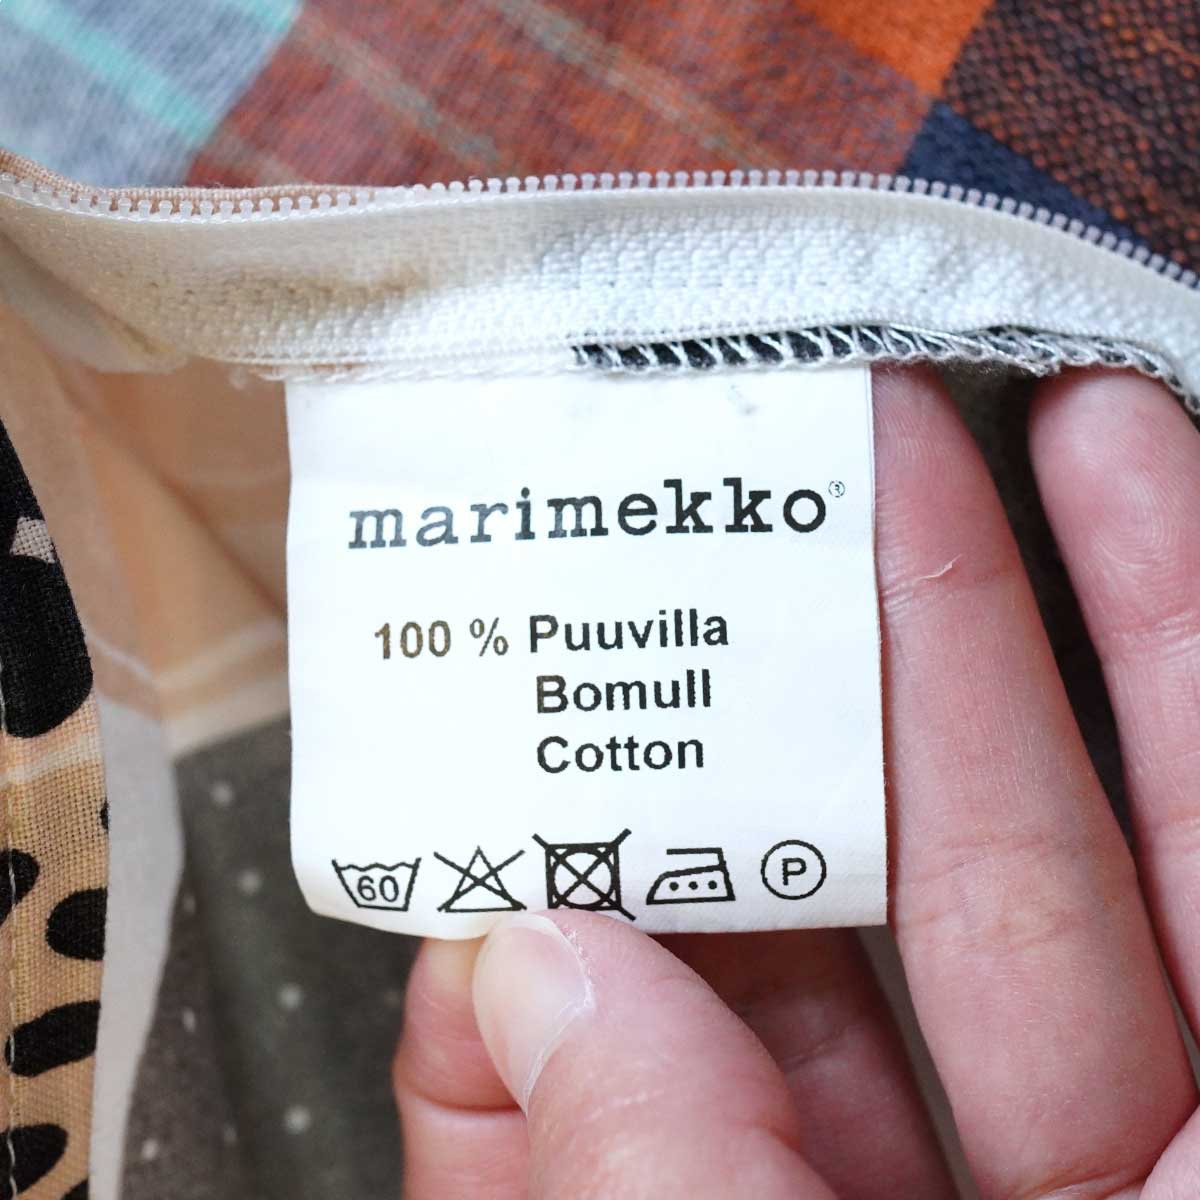 marimekko®
100 % Puuvilla
Bomull
Cotton
60 P